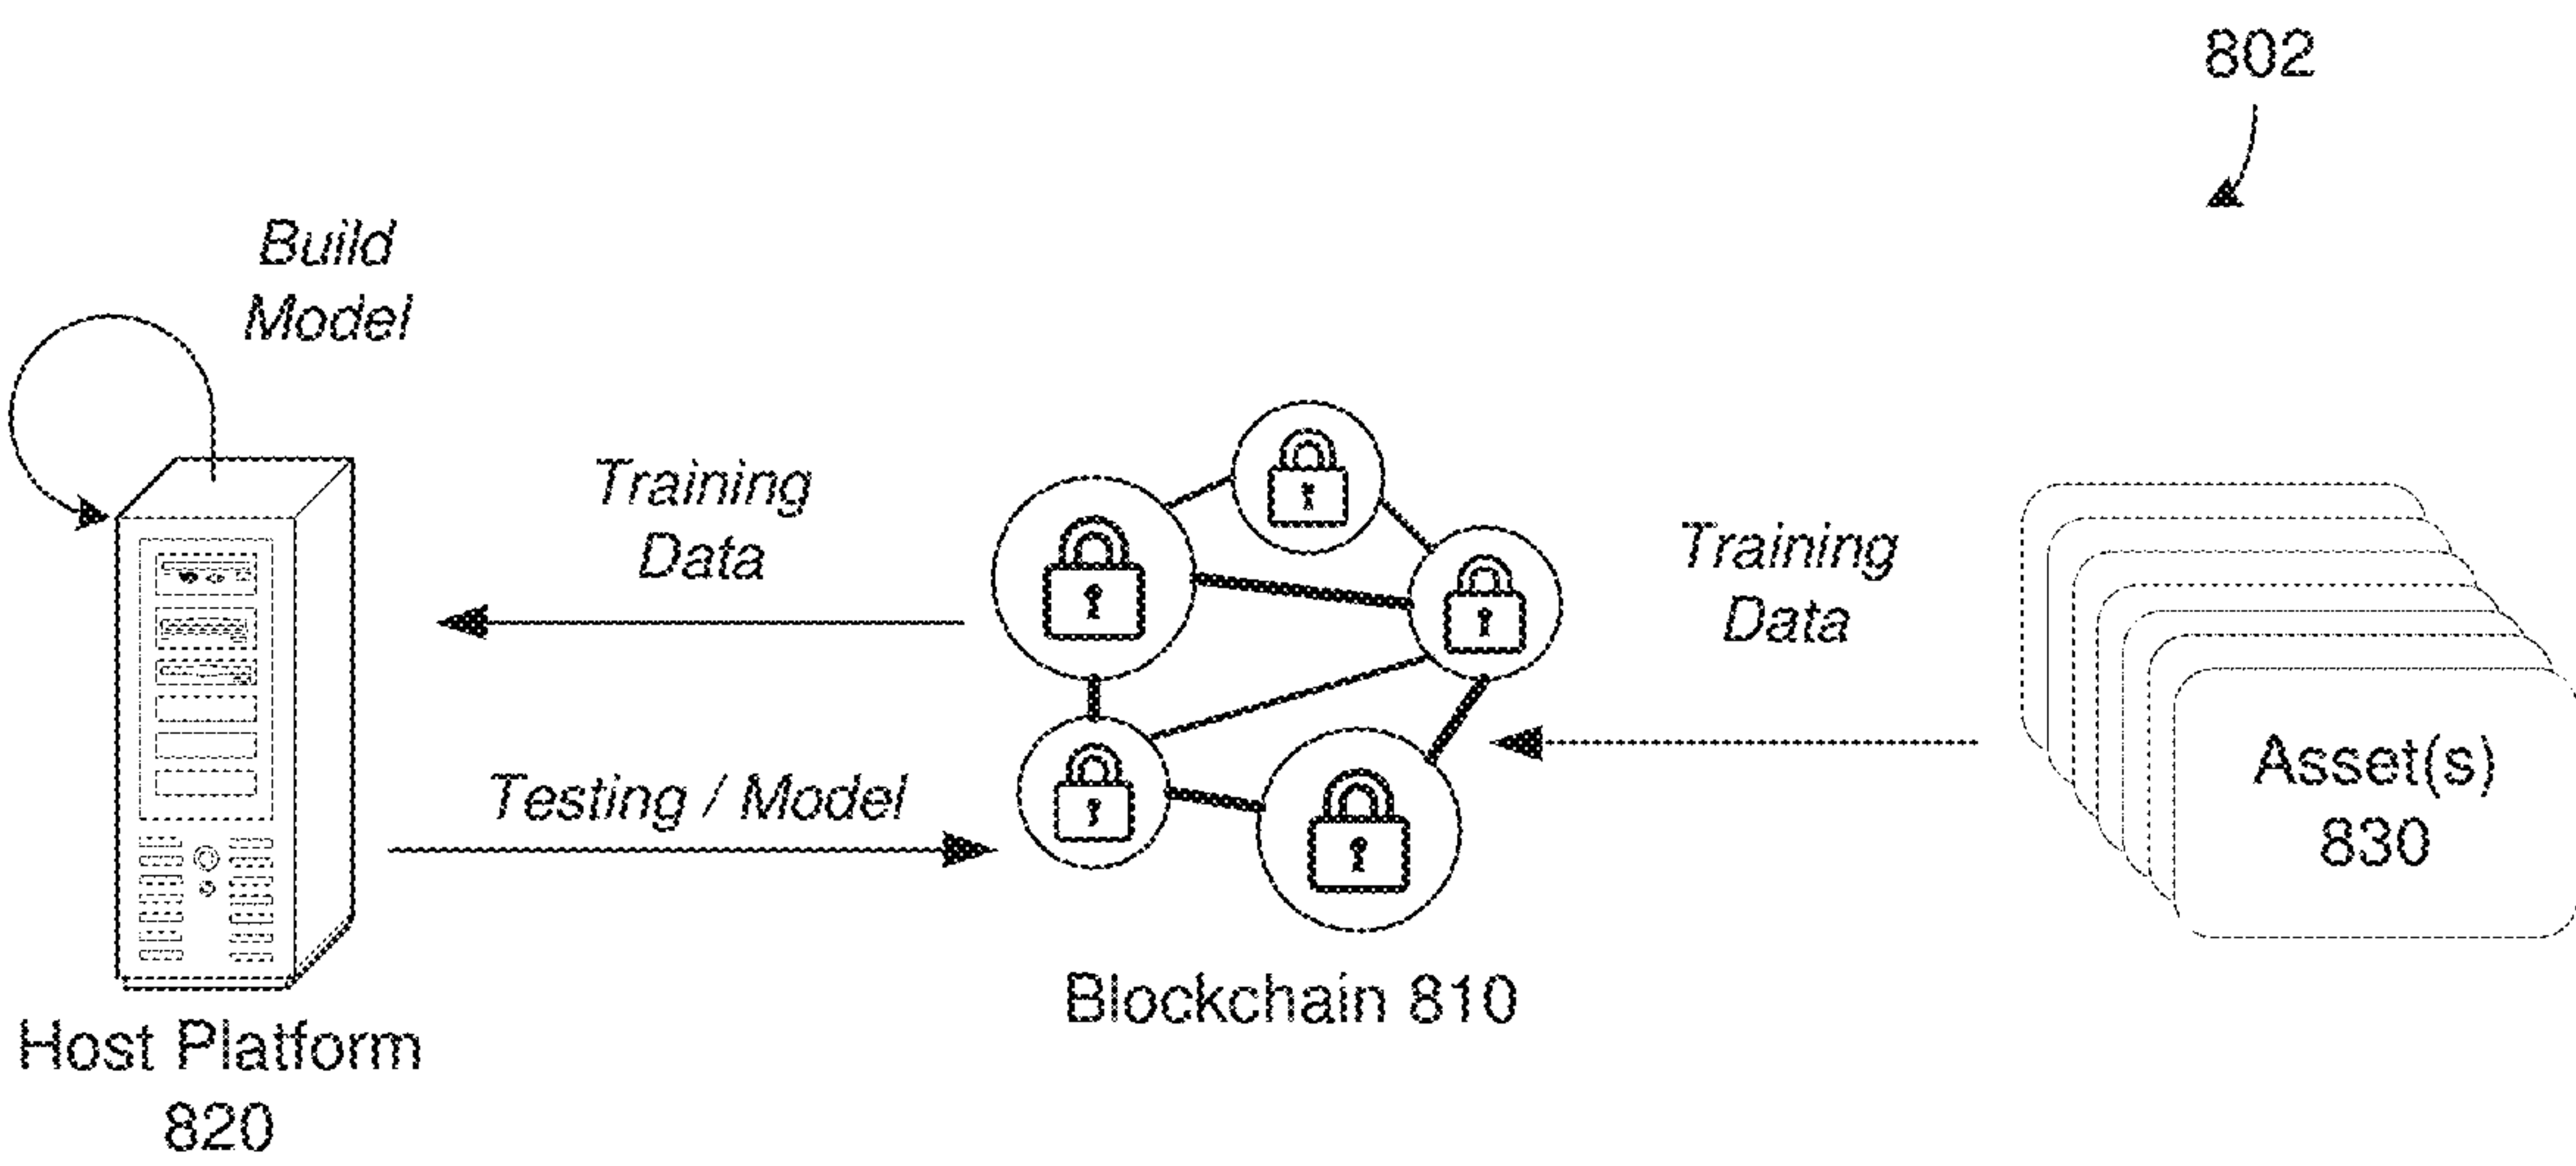 802
Build
Model
Training
Data
Training
Data
Testing / Model
Asset(s)
830
Blockchain 810
Host Platform
820